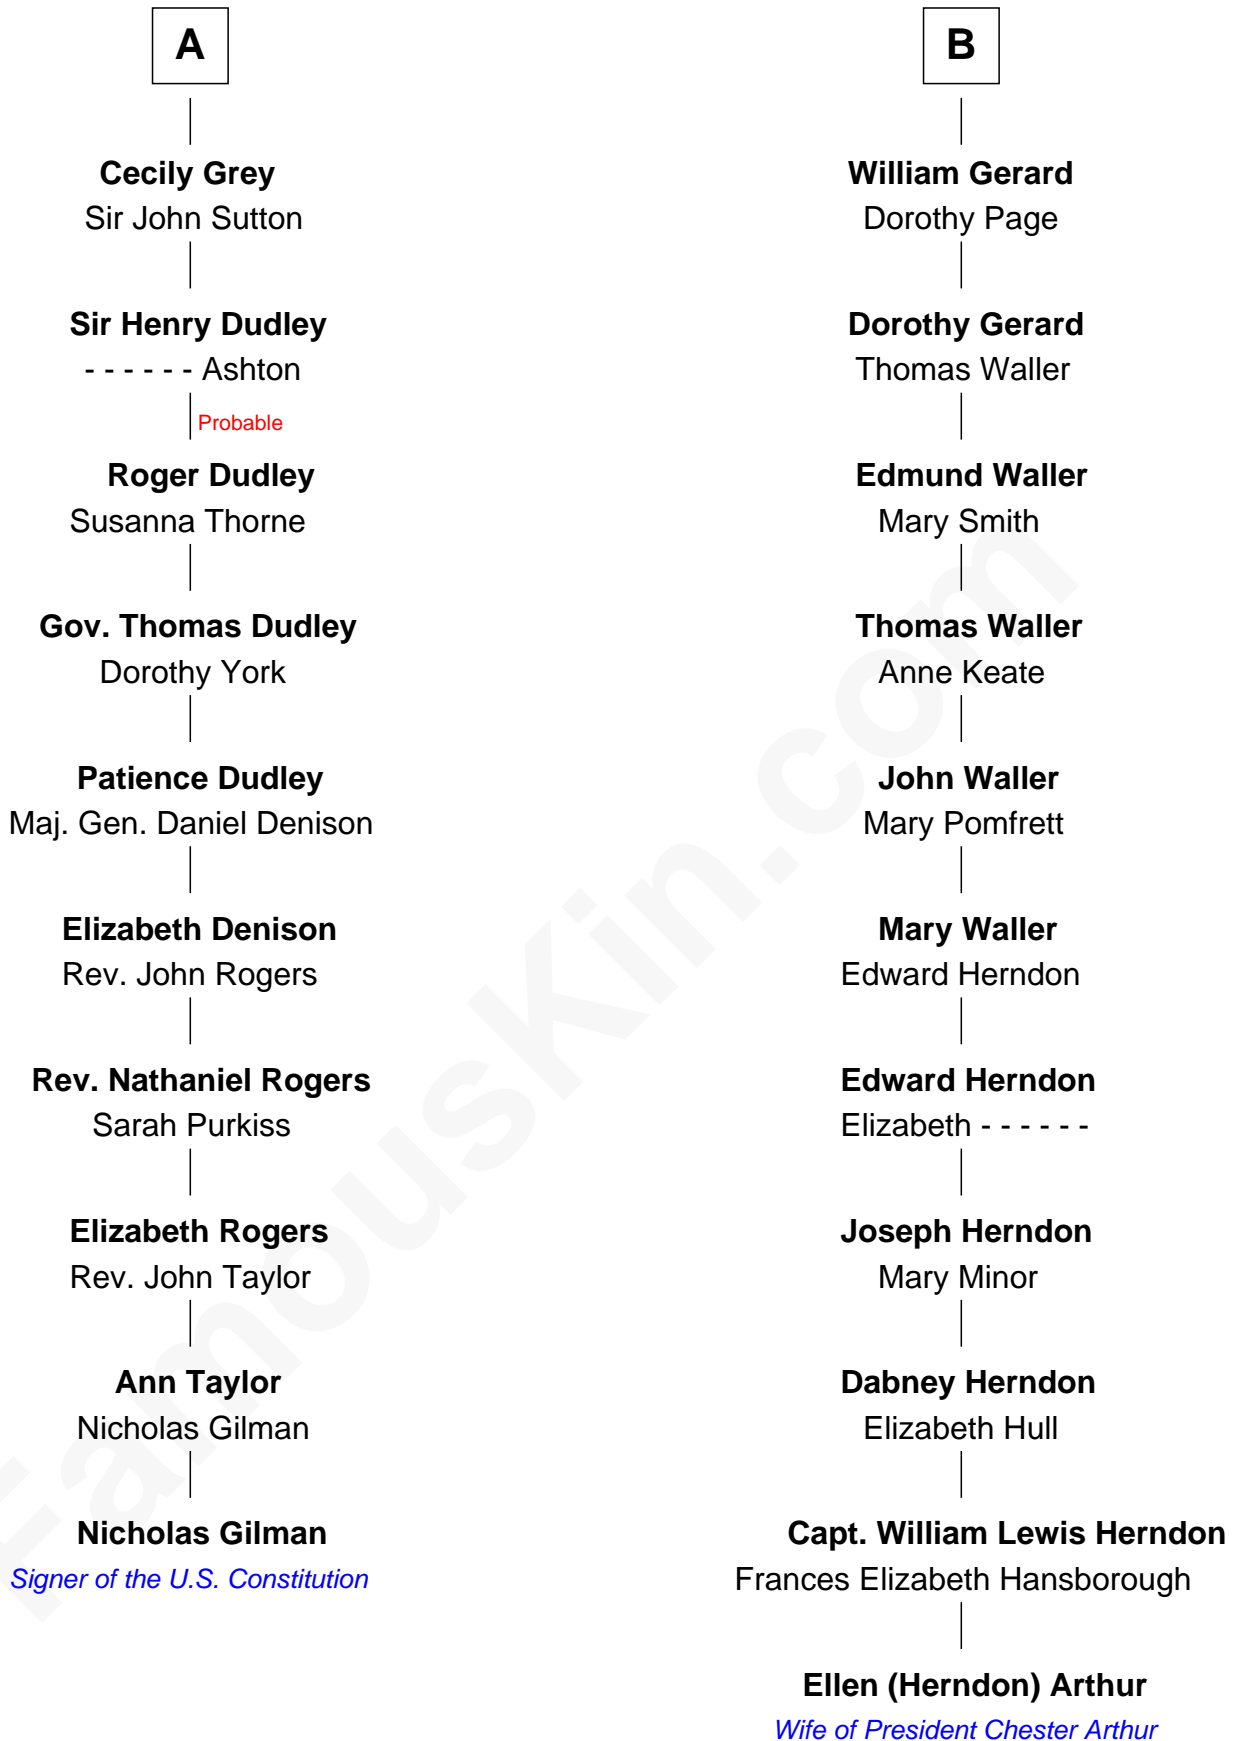 A
Cecily Grey
Sir John Sutton
Sir Henry Dudley
- - - - - - Ashton
Probable
Roger Dudley
Susanna Thorne
Gov. Thomas Dudley
Dorothy York
Patience Dudley
Maj. Gen. Daniel Denison
Elizabeth Denison
Rev. John Rogers
Rev. Nathaniel Rogers
Sarah Purkiss
Elizabeth Rogers
Rev. John Taylor
Ann Taylor
Nicholas Gilman
Nicholas Gilman
Signer of the U.S. Constitution
B
William Gerard
Dorothy Page
Dorothy Gerard
Thomas Waller
Edmund Waller
Mary Smith
Thomas Waller
Anne Keate
John Waller
Mary Pomfrett
Mary Waller
Edward Herndon
Edward Herndon
Elizabeth - - - - - -
Joseph Herndon
Mary Minor
Dabney Herndon
Elizabeth Hull
Capt. William Lewis Herndon
Frances Elizabeth Hansborough
Ellen (Herndon) Arthur
Wife of President Chester Arthur
FamousKin.com